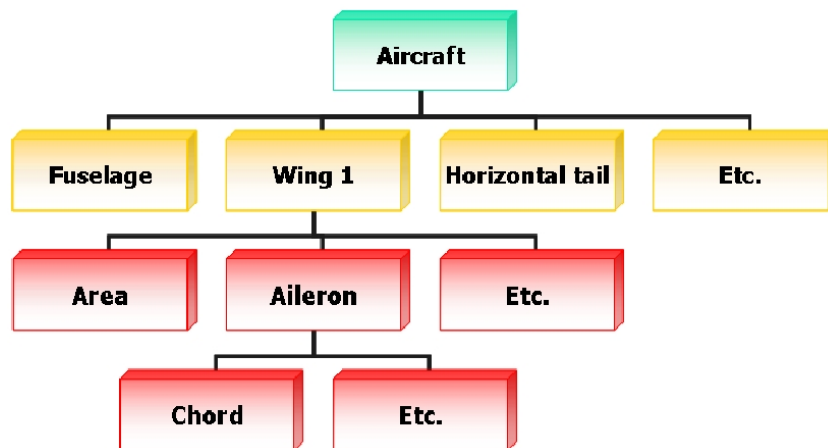 Aircraft
Fuselage
Wing 1
Horizontal tail
Etc.
Area
Aileron
Etc.
Chord
Etc.